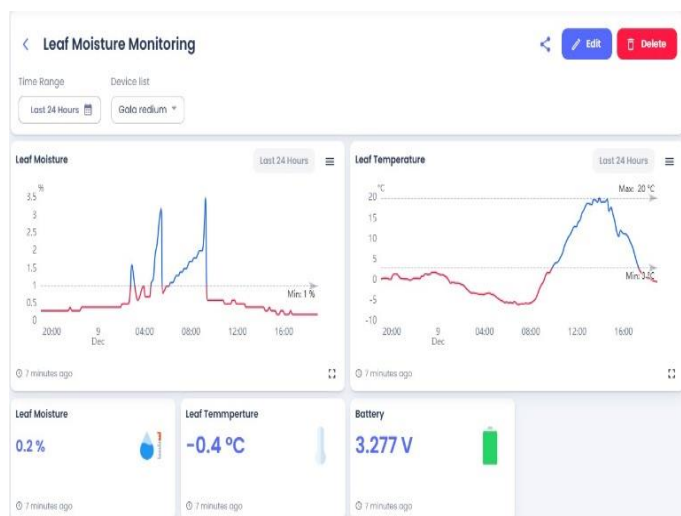 Leaf Moisture Monitoring
Edit
Delete
Time Range
Device list
Last 24 Hours
Gala redium
Leaf Moisture
Last 24 Hours
%
3.5
3
2.5
2
1.5
1
0.5
0
Min: 1 %
20:00 9 04:00 08:00 12:00 16:00
Dec
7 minutes ago
Leaf Temperature
Last 24 Hours
°C
Max: 20 °C
20
15
10
5
0
-5
-10
Min: 3 °C
20:00 9 04:00 08:00 12:00 16:00
Dec
7 minutes ago
Leaf Moisture
0.2 %
7 minutes ago
Leaf Temmperture
-0.4 °C
7 minutes ago
Battery
3.277 V
7 minutes ago